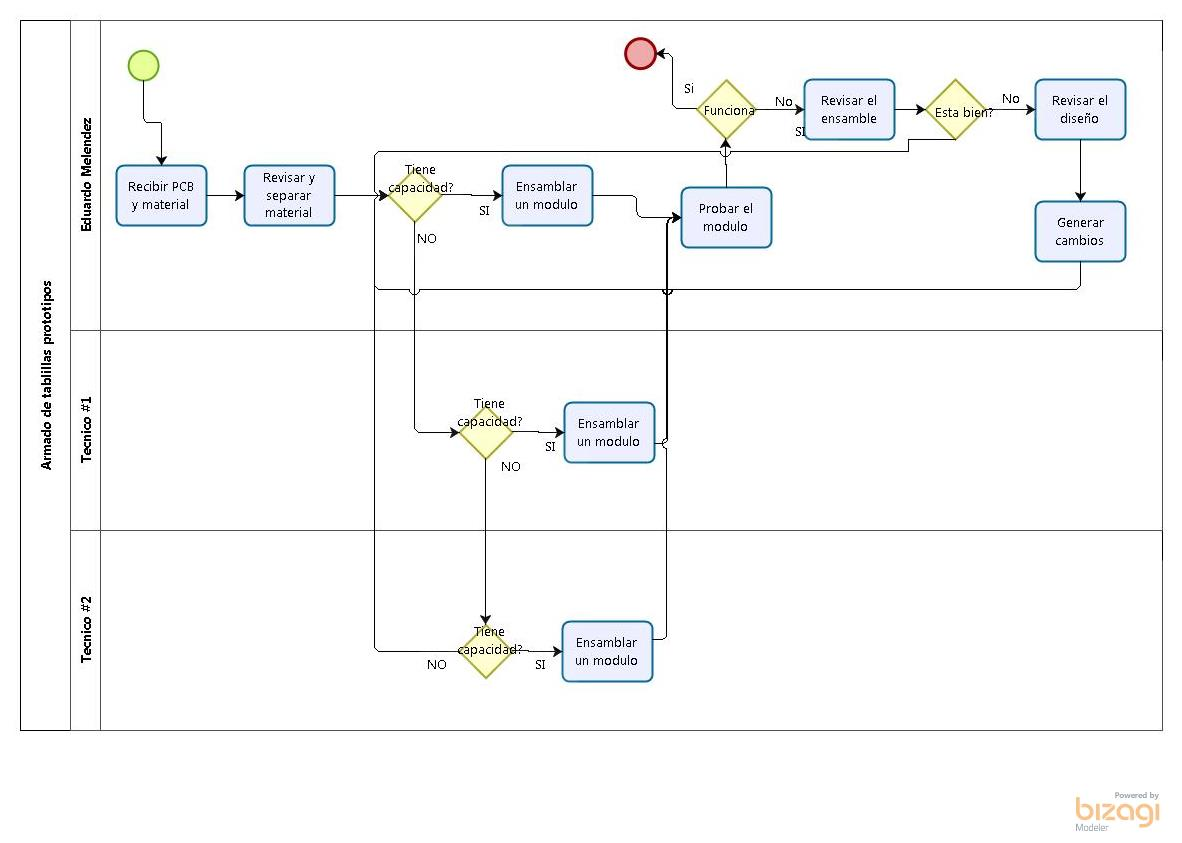 Armado de tablillas prototipos
Eduardo Melendez
Recibir PCB
y material
Revisar y
separar
material
Tiene
capacidad?
SI
NO
Ensamblar
un modulo
Probar el
modulo
Si
Funciona
No
Revisar el
ensamble
SI
Esta bien?
No
Revisar el
diseño
Generar
cambios
Tecnico #1
Tiene
capacidad?
SI
NO
Ensamblar
un modulo
Tecnico #2
Tiene
capacidad?
NO
SI
Ensamblar
un modulo
Powered by
bizagi
Modeler